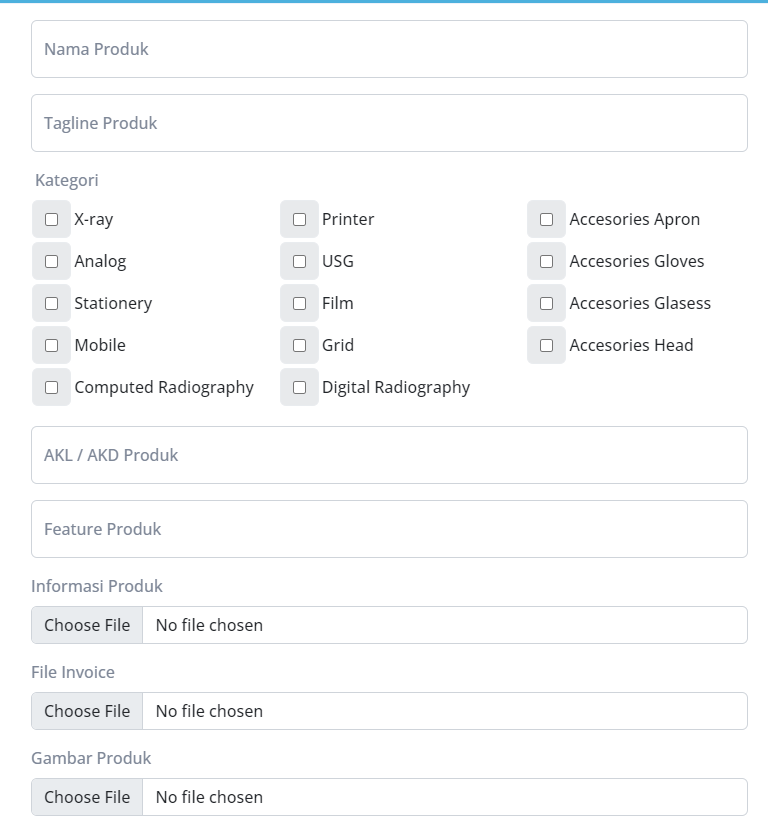 Nama Produk
Tagline Produk
Kategori
X-ray Printer Accesories Apron
Analog USG Accesories Gloves
Stationery Film Accesories Glasess
Mobile Grid Accesories Head
Computed Radiography Digital Radiography
AKL / AKD Produk
Feature Produk
Informasi Produk
Choose File No file chosen
File Invoice
Choose File No file chosen
Gambar Produk
Choose File No file chosen